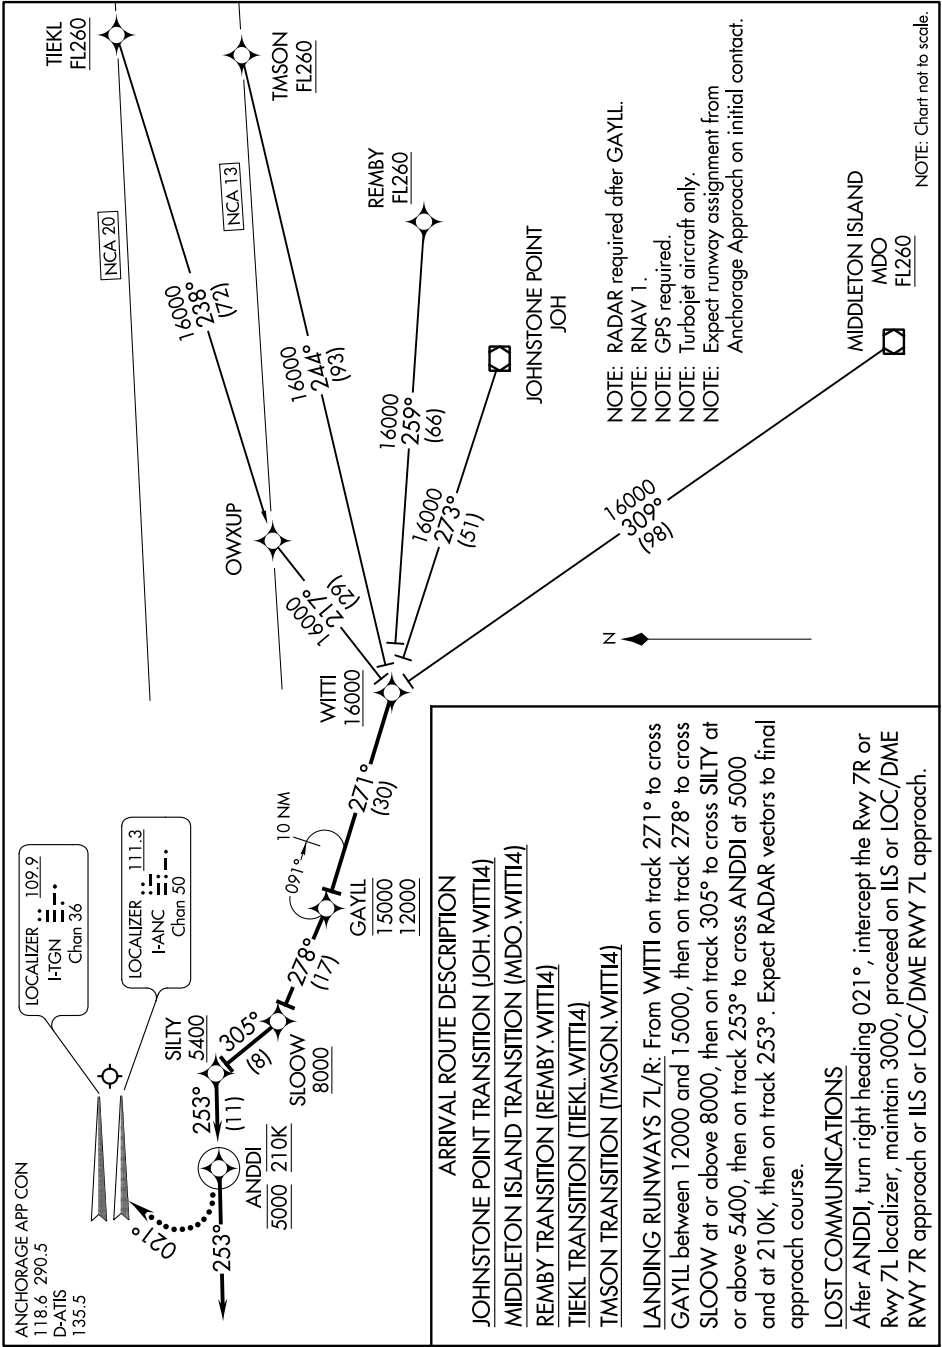 ANCHORAGE APP CON
118.6 290.5
D-ATIS
135.5
LOCALIZER 109.9
I-TGN
Chan 36
LOCALIZER 111.3
I-ANC
Chan 50
TIEKL
FL260
TMSON
FL260
NCA 20
NCA 13
16000
238°
(72)
16000
244°
(93)
OWXUP
16000
217°
(29)
REMBY
FL260
16000
259°
(66)
JOHNSTONE POINT
JOH
16000
273°
(51)
MIDDLETON ISLAND
MDO
FL260
16000
309°
(98)
WITTI
16000
271°
(30)
10 NM
091°
GAYLL
15000
12000
278°
(17)
SLOOW
8000
305°
(8)
SILTY
5400
253°
(11)
ANDDI
5000 210K
021°
253°
N
NOTE: RADAR required after GAYLL.
NOTE: RNAV 1.
NOTE: GPS required.
NOTE: Turbojet aircraft only.
NOTE: Expect runway assignment from
Anchorage Approach on initial contact.
NOTE: Chart not to scale.
ARRIVAL ROUTE DESCRIPTION
JOHNSTONE POINT TRANSITION (JOH.WITTI4)
MIDDLETON ISLAND TRANSITION (MDO.WITTI4)
REMBY TRANSITION (REMBY.WITTI4)
TIEKL TRANSITION (TIEKL.WITTI4)
TMSON TRANSITION (TMSON.WITTI4)
LANDING RUNWAYS 7L/R: From WITTI on track 271° to cross
GAYLL between 12000 and 15000, then on track 278° to cross
SLOOW at or above 8000, then on track 305° to cross SILTY at
or above 5400, then on track 253° to cross ANDDI at 5000
and at 210K, then on track 253°. Expect RADAR vectors to final
approach course.
LOST COMMUNICATIONS
After ANDDI, turn right heading 021°, intercept the Rwy 7R or
Rwy 7L localizer, maintain 3000, proceed on ILS or LOC/DME
RWY 7R approach or ILS or LOC/DME RWY 7L approach.